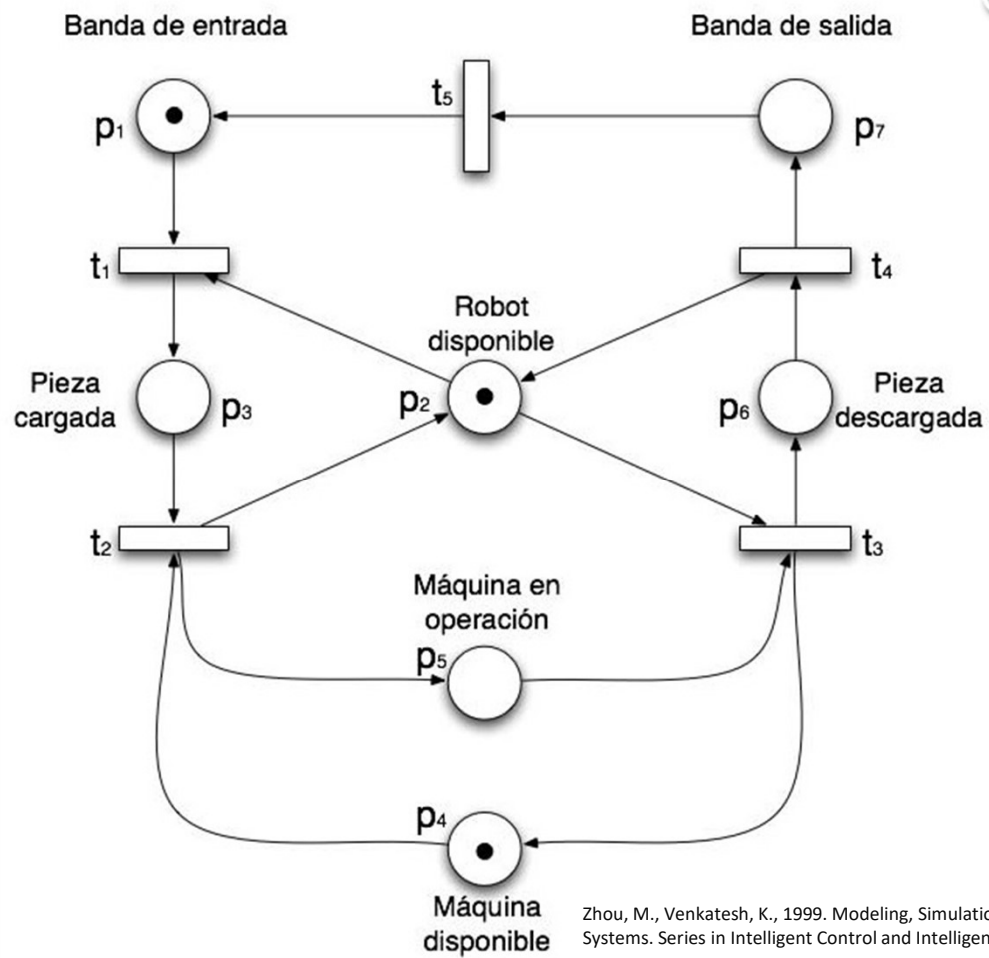 Banda de entrada
Banda de salida
t5
p1
p7
t1
t4
Robot
disponible
Pieza
cargada
p3
p2
p6
Pieza
descargada
t2
t3
Máquina en
operación
p5
p4
Máquina
disponible
Zhou, M., Venkatesh, K., 1999. Modeling,
Systems. Series in Intelligent Control and